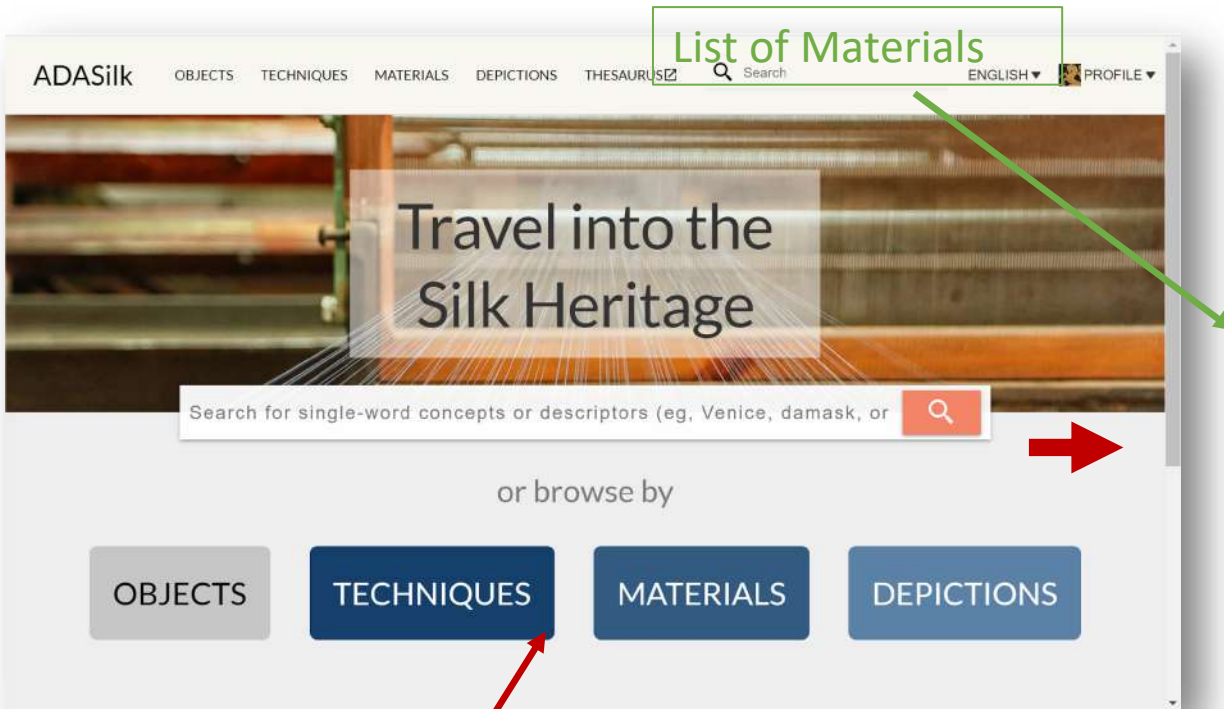 List of Materials
ADASilk OBJECTS TECHNIQUES MATERIALS DEPICTIONS THESAURUS Search ENGLISH PROFILE
Travel into the
Silk Heritage
Search for single-word concepts or descriptors (eg, Venice, damask, or
or browse by
OBJECTS TECHNIQUES MATERIALS DEPICTIONS